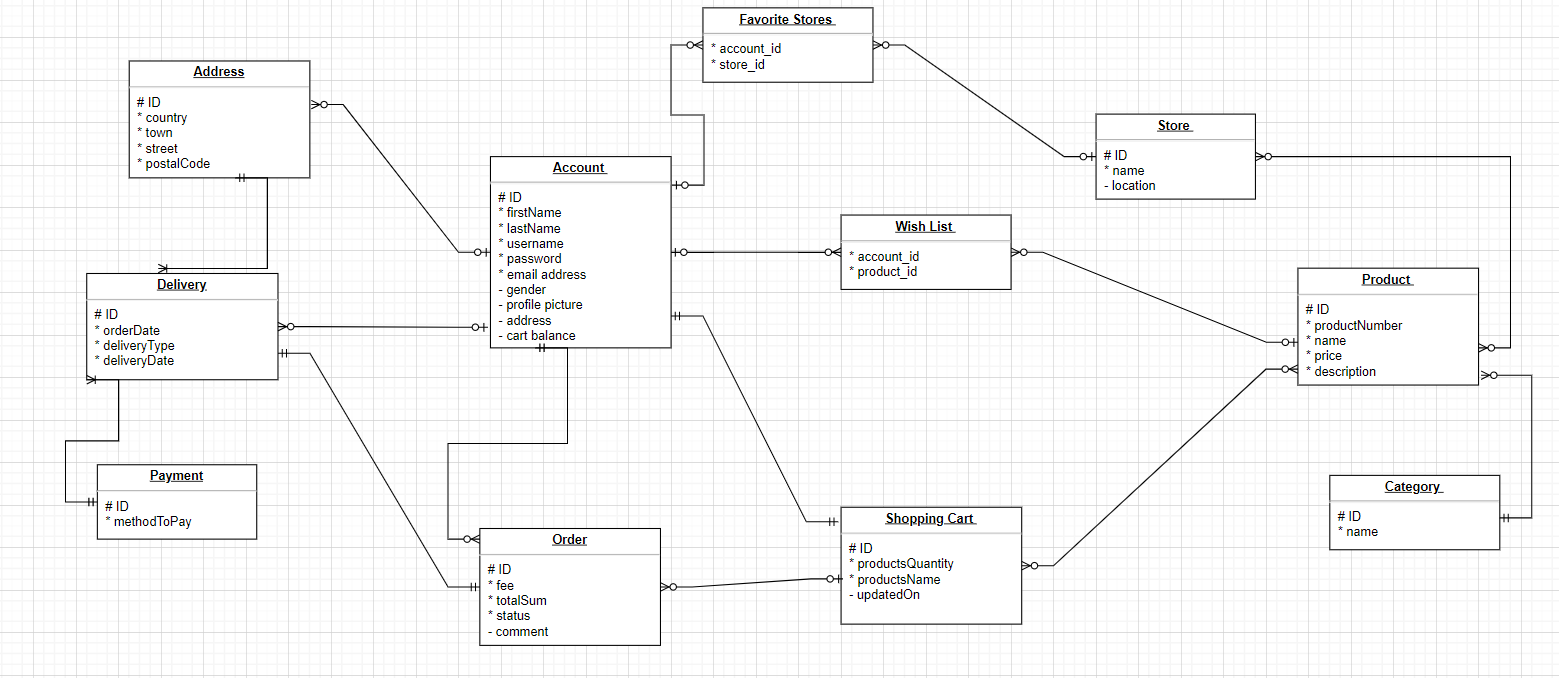 Favorite Stores
* account_id
* store_id
Address
# ID
* country
* town
* street
* postalCode
Store
# ID
* name
- location
Account
# ID
* firstName
* lastName
* username
* password
* email address
- gender
- profile picture
- address
- cart balance
Wish List
* account_id
* product_id
Product
# ID
* productNumber
* name
* price
* description
Delivery
# ID
* orderDate
* deliveryType
* deliveryDate
Payment
# ID
* methodToPay
Category
# ID
* name
Shopping Cart
# ID
* productsQuantity
* productsName
- updatedOn
Order
# ID
* fee
* totalSum
* status
- comment